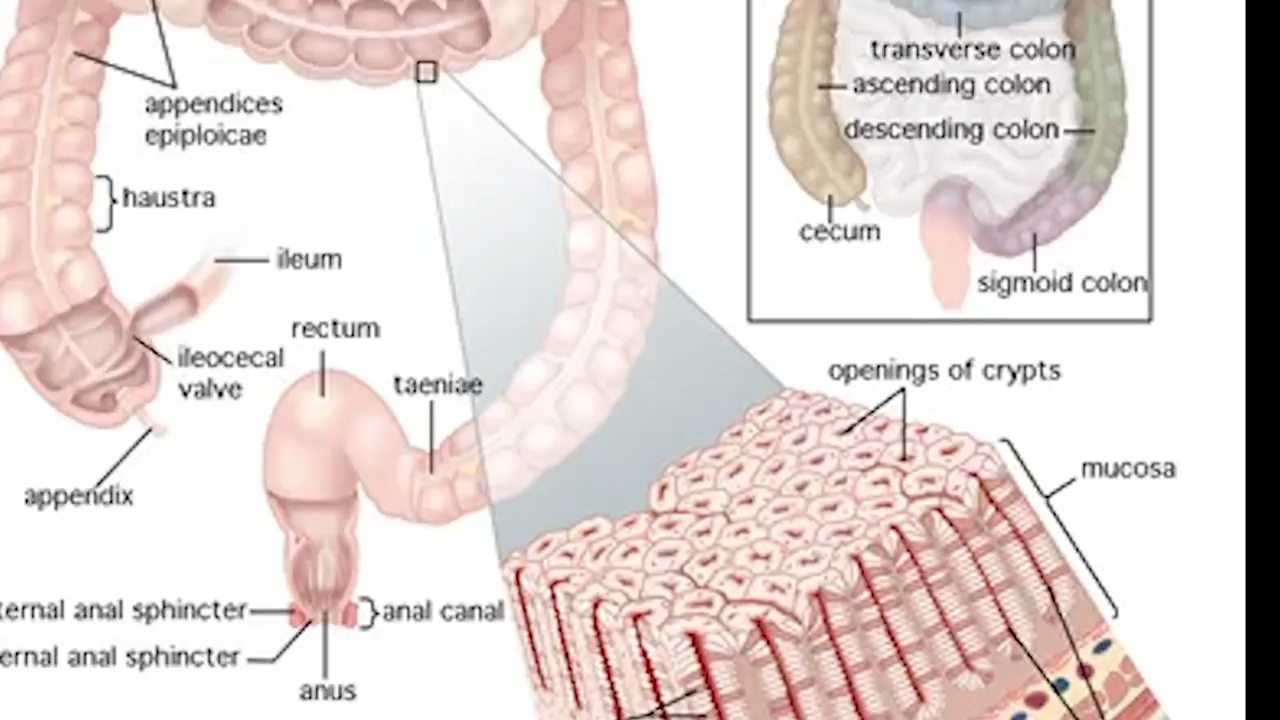 appendices
epiploicae
haustra
ileum
rectum
ileocecal
valve
taeniae
appendix
ternal anal sphincter
anal canal
ernal anal sphincter
anus
transverse colon
ascending colon
descending colon
cecum
sigmoid colon
openings of crypts
mucosa